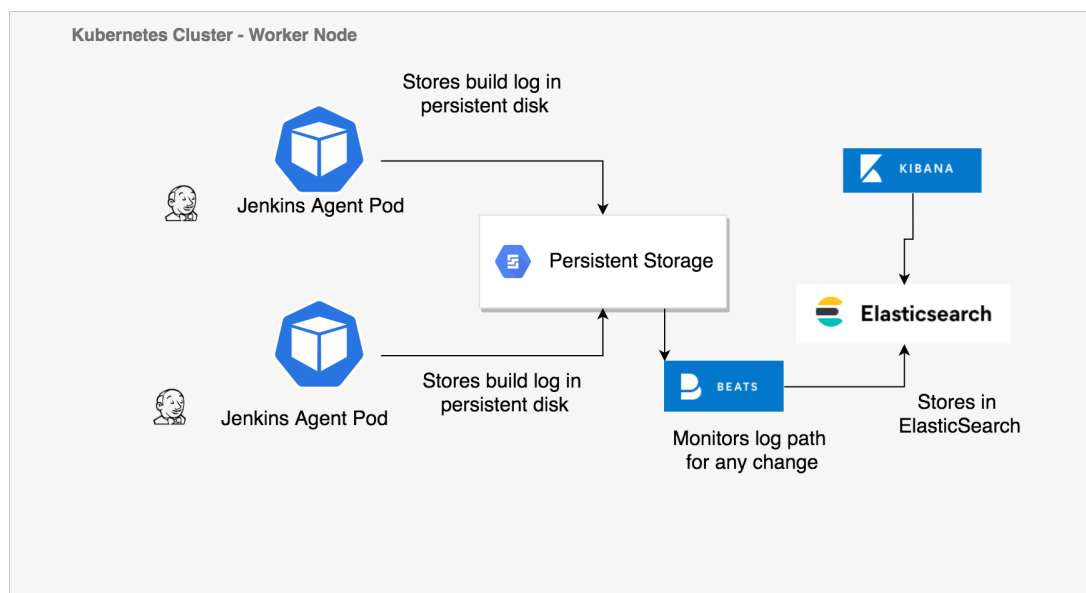 Kubernetes Cluster - Worker Node
Stores build log in
persistent disk
Jenkins Agent Pod
KIBANA
Persistent Storage
Elasticsearch
Stores build log in
persistent disk
Jenkins Agent Pod
BEATS
Monitors log path
for any change
Stores in
ElasticSearch